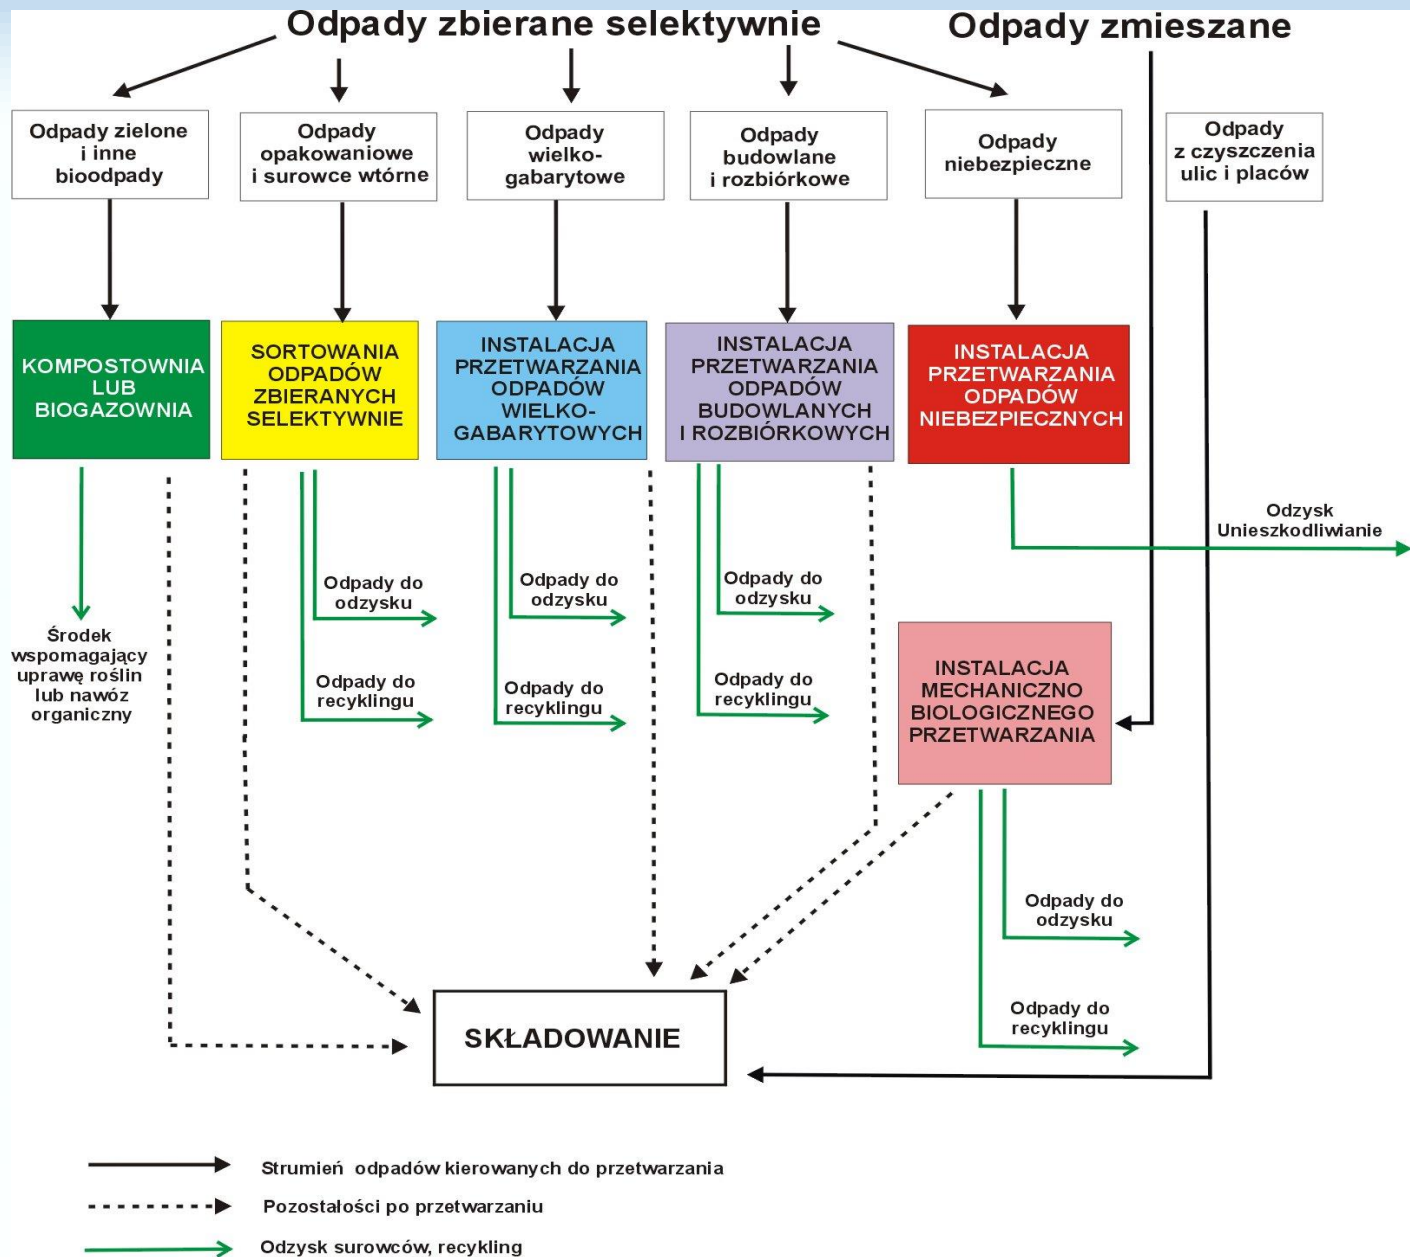 Odpady zbierane selektywnie
Odpady zmieszane
Odpady zielone
i inne
bioodpady
Odpady
opakowaniowe
i surowce wtórne
Odpady
wielko-
gabarytowe
Odpady
budowlane
i rozbiórkowe
Odpady
niebezpieczne
Odpady
z czyszczenia
ulic i placów
KOMPOSTOWNIA
LUB
BIOGAZOWNIA
SORTOWANIA
ODPADÓW
ZBIERANYCH
SELEKTYWNIE
INSTALACJA
PRZETWARZANIA
ODPADÓW
WIELKO-
GABARYTOWYCH
INSTALACJA
PRZETWARZANIA
ODPADÓW
BUDOWLANYCH
I ROZBIÓRKOWYCH
INSTALACJA
PRZETWARZANIA
ODPADÓW
NIEBEZPIECZNYCH
Odzysk
Unieszkodliwianie
Środek
wspomagający
uprawę roślin
lub nawóz
organiczny
Odpady do
odzysku
Odpady do
recyklingu
Odpady do
odzysku
Odpady do
recyklingu
Odpady do
odzysku
Odpady do
recyklingu
INSTALACJA
MECHANICZNO
BIOLOGICZNEGO
PRZETWARZANIA
Odpady do
odzysku
Odpady do
recyklingu
SKŁADOWANIE
Strumień odpadów kierowanych do przetwarzania
Pozostałości po przetwarzaniu
Odzysk surowców, recykling